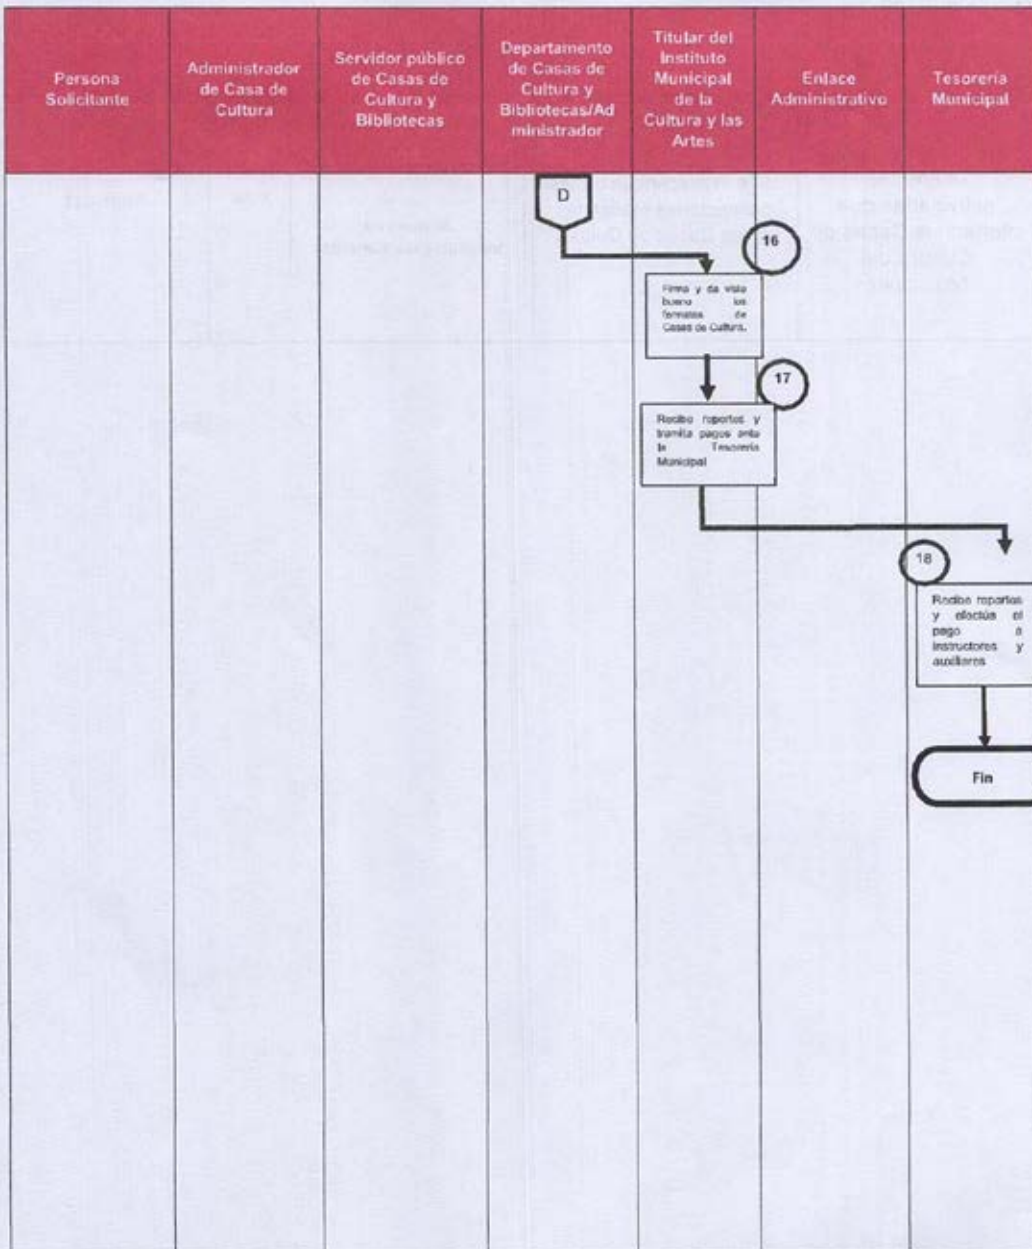 Persona
Solicitante
Administrador
de Casa de
Cultura
Servidor público
de Casas de
Cultura y
Bibliotecas
Departamento
de Casas de
Cultura y
Bibliotecas/Ad
ministrador
Titular del
Instituto
Municipal
de la
Cultura y las
Artes
Enlace
Administrativo
Tesorería
Municipal
D
16
Firma y da visto
bueno los
formatos de
Casas de Cultura.
17
Recibe reportes y
tramita pagos ante
la Tesorería
Municipal
18
Recibe reportes
y efectúa el
pago a
instructores y
auxiliares
Fin